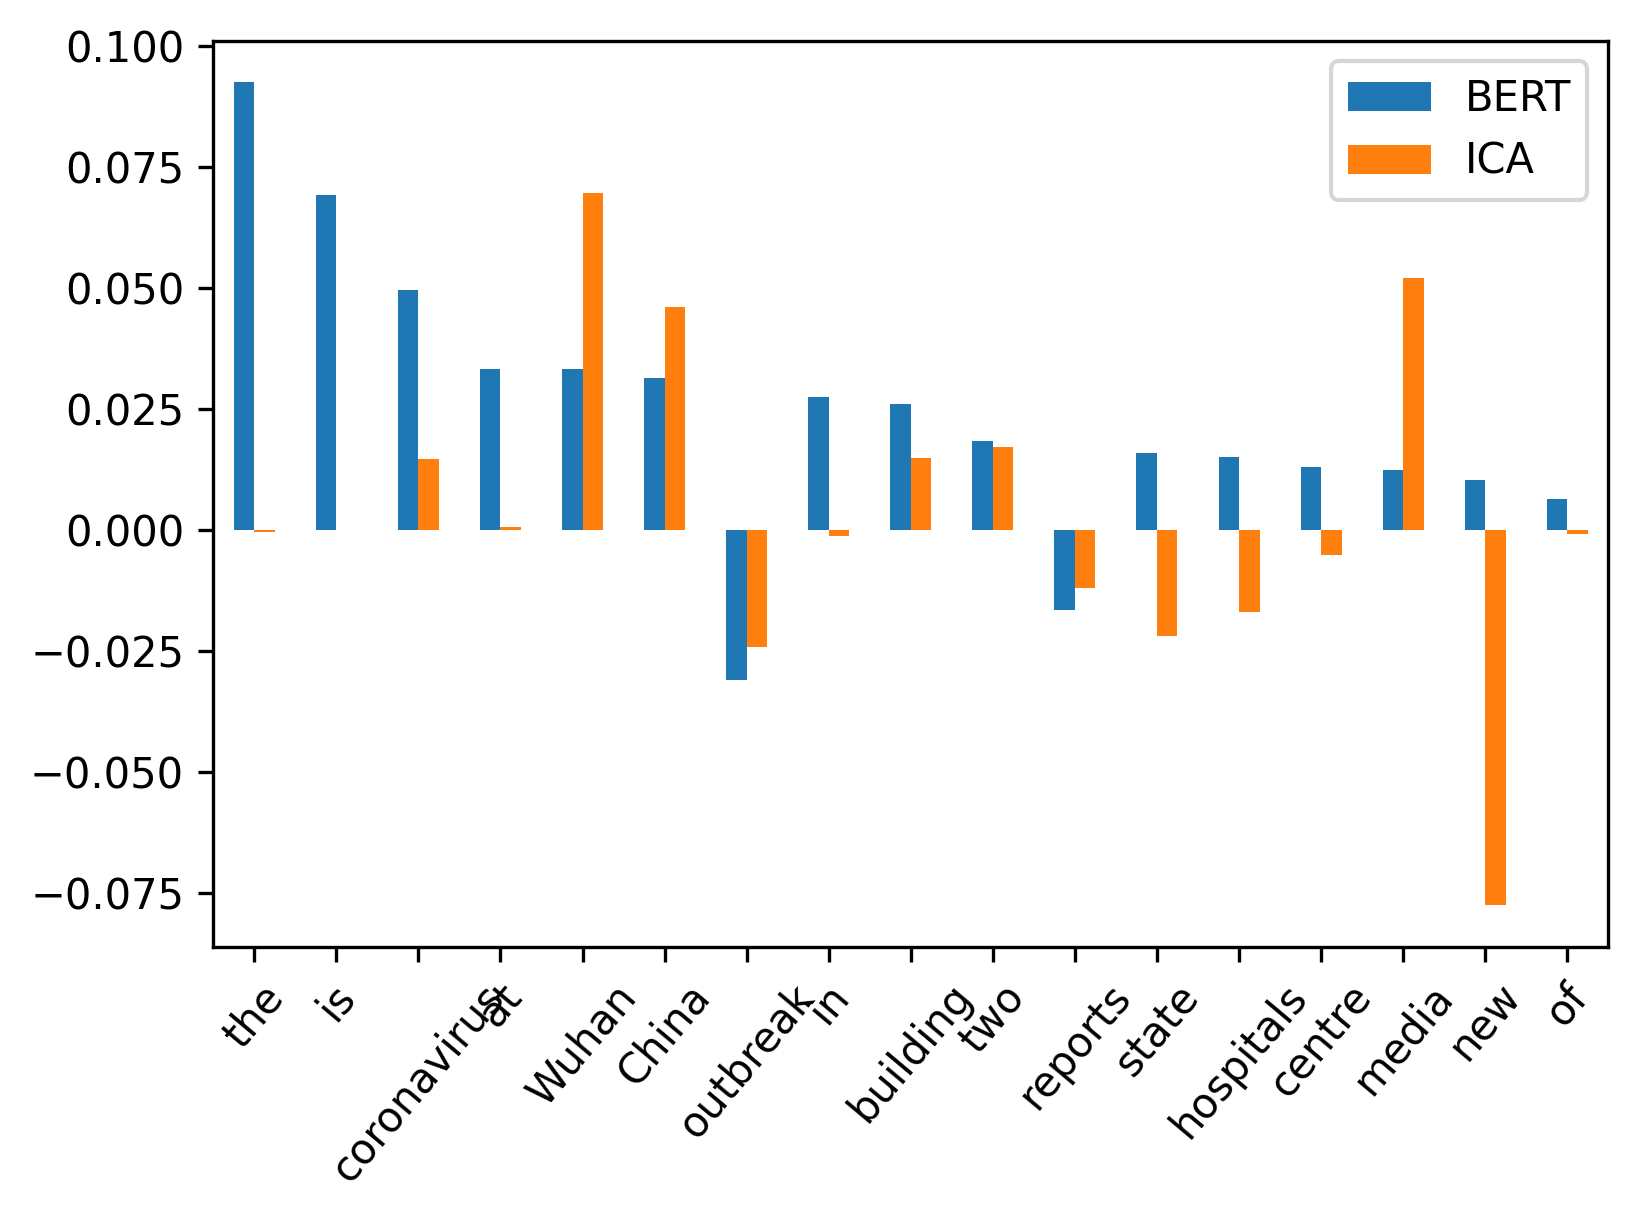 0.100
0.075
0.050
0.025
0.000
−0.025
−0.050
−0.075
BERT
ICA
the
is
coronavirus
at
Wuhan
China
outbreak
in
building
two
reports
state
hospitals
centre
media
new
of